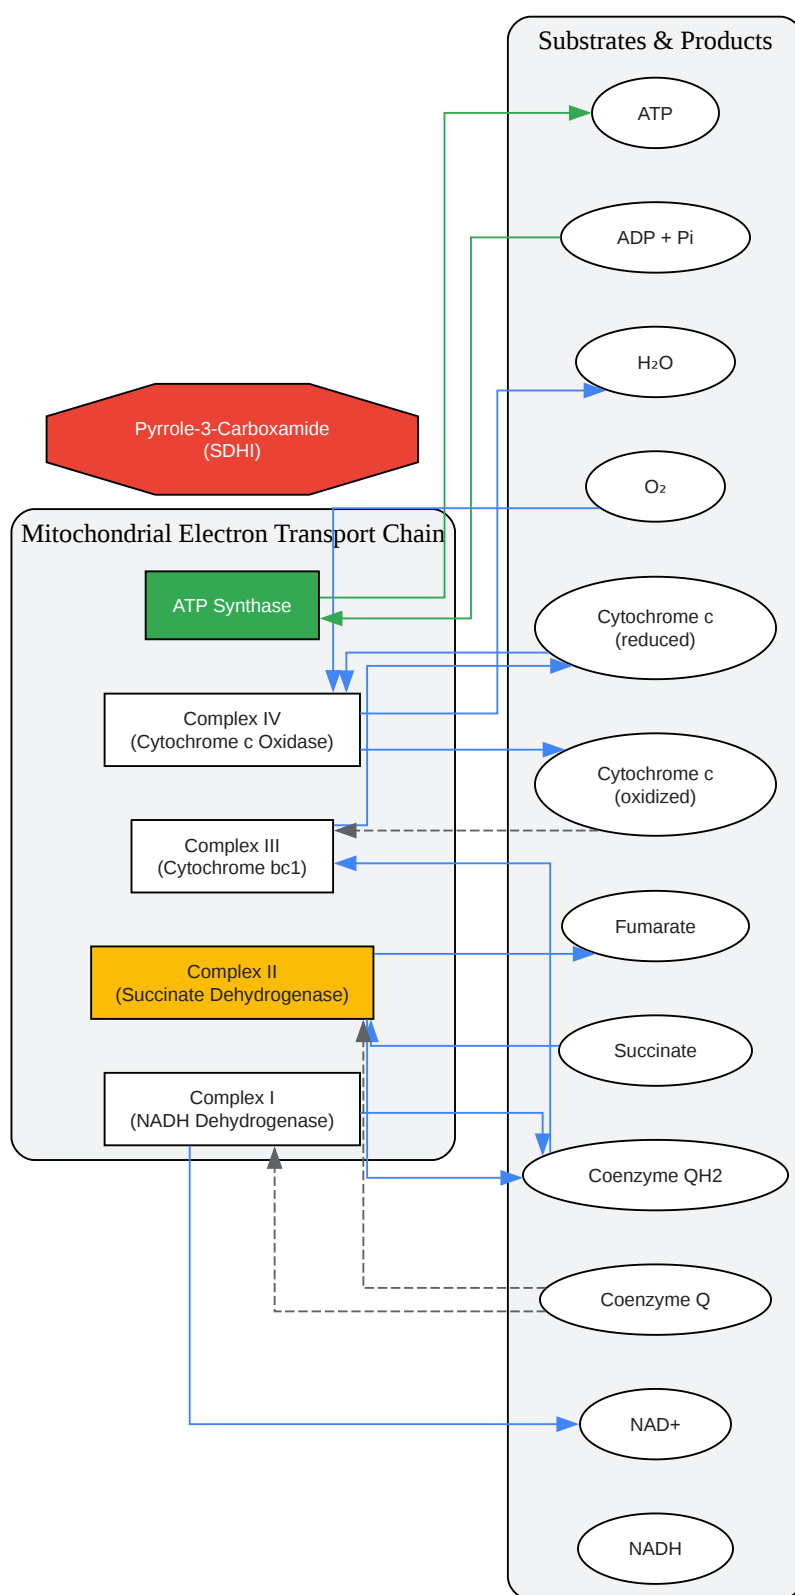 Substrates & Products
ATP
ADP + Pi
H₂O
Pyrrole-3-Carboxamide
(SDHI)
O₂
Mitochondrial Electron Transport Chain
ATP Synthase
Cytochrome c
(reduced)
Complex IV
(Cytochrome c Oxidase)
Cytochrome c
(oxidized)
Complex III
(Cytochrome bc1)
Fumarate
Complex II
(Succinate Dehydrogenase)
Succinate
Complex I
(NADH Dehydrogenase)
Coenzyme QH2
Coenzyme Q
NAD+
NADH